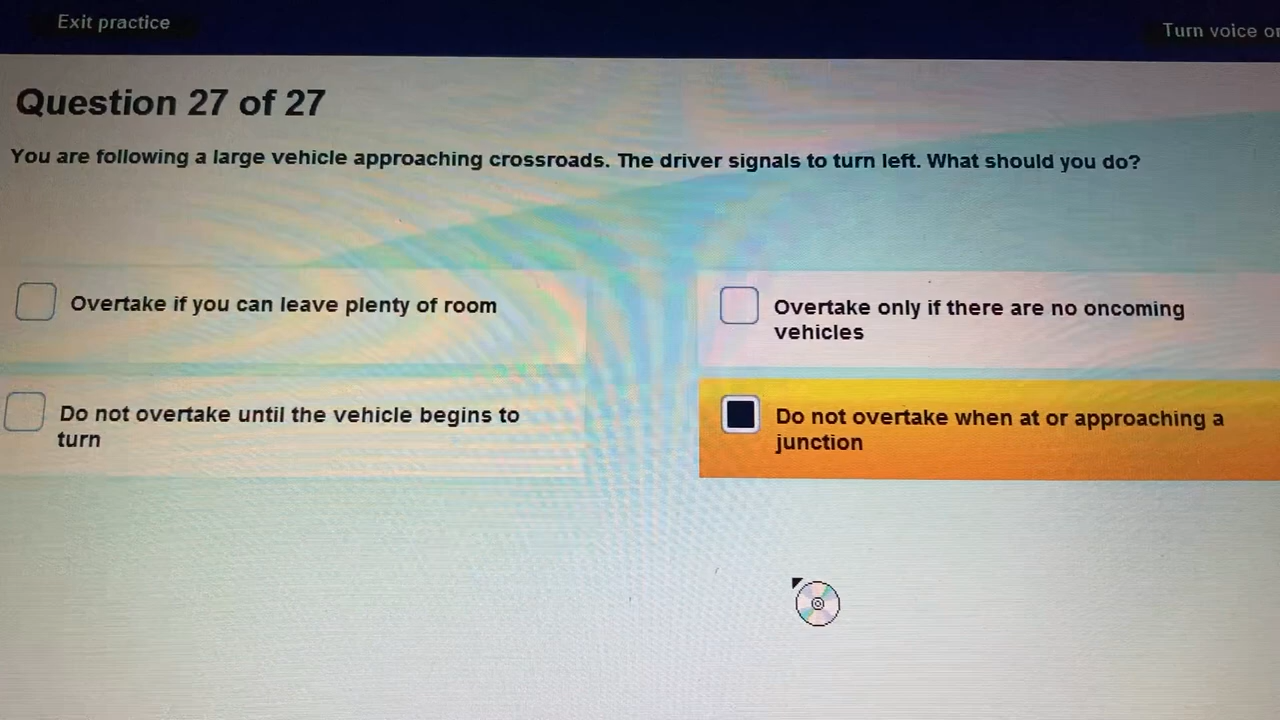 Exit practice
Turn voice
Question 27 of 27
You are following a large vehicle approaching crossroads. The driver signals to turn left. What should you do?
Overtake if you can leave plenty of room
Overtake only if there are no oncoming
vehicles
Do not overtake until the vehicle begins to
turn
Do not overtake when at or approaching a
junction